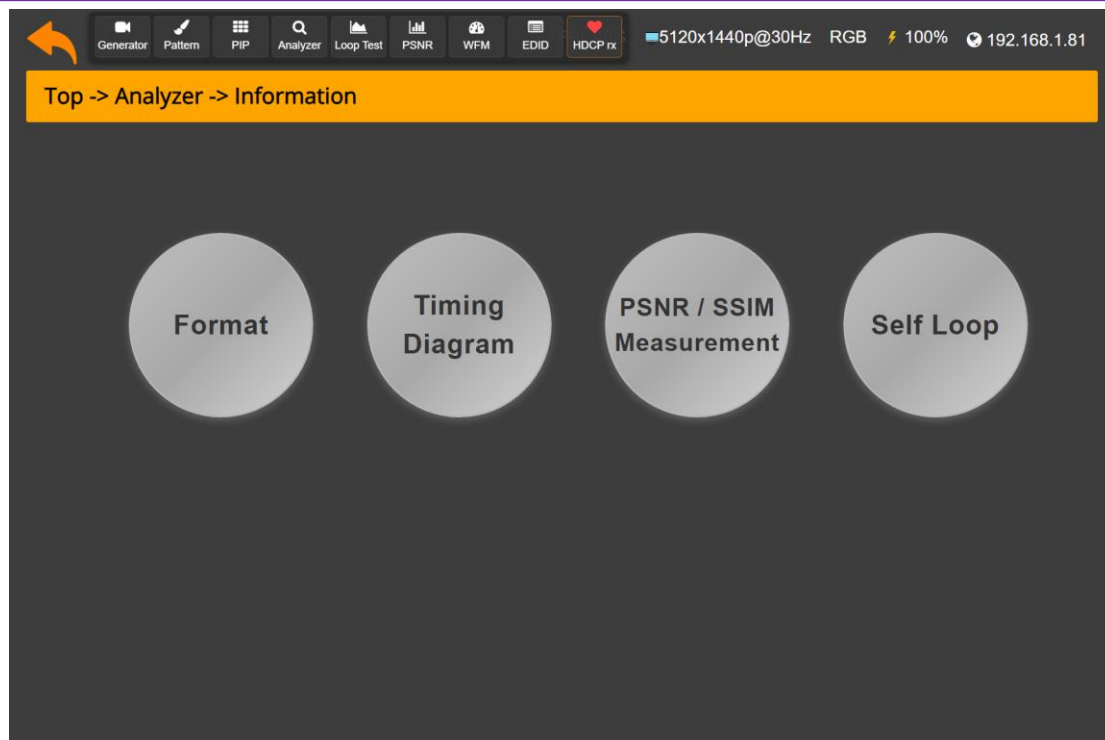 Generator Pattern PIP Analyzer Loop Test PSNR WFM EDID HDCP rx 5120x1440p@30Hz RGB 100% 192.168.1.81
Top -> Analyzer -> Information
Format
Timing
Diagram
PSNR / SSIM
Measurement
Self Loop